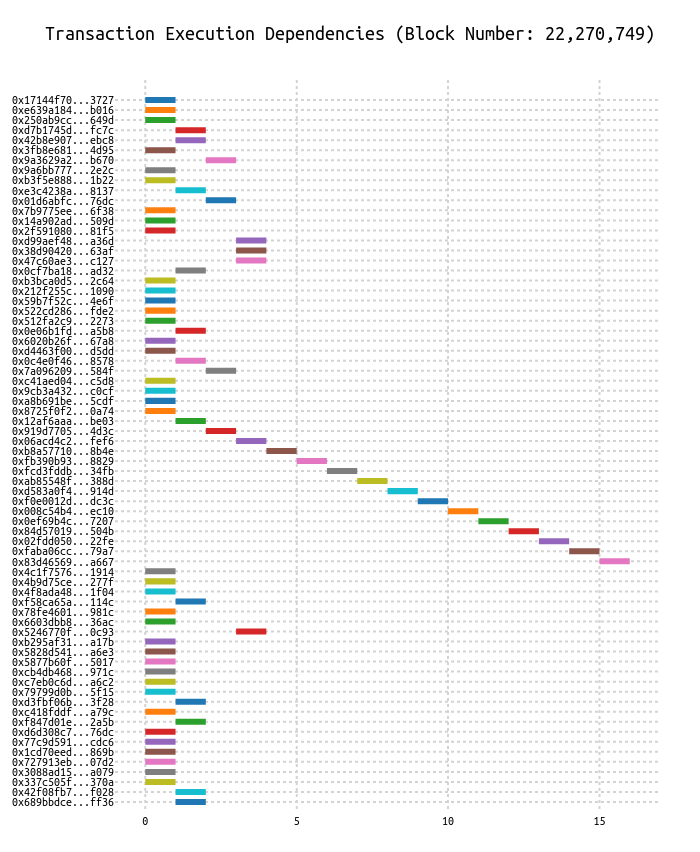 Transaction Execution Dependencies (Block Number: 22,270,749)
0x17144f70...3727
0xe639a184...b016
0x250ab9cc...649d
0xd7b1745d...fc7c
0x42b8e907...ebc8
0x3fb8e681...4d95
0x9a3629a2...b670
0x9a6bb777...2e2c
0xb3f5e888...1b22
0xe3c4238a...8137
0x01d6abfc...76dc
0x7b9775ee...6f38
0x14a902ad...509d
0x2f591080...81f5
0xd99aef48...a36d
0x38d90420...63af
0x47c60ae3...c127
0x0cf7ba18...ad32
0xb3bca0d5...2c64
0x212f255c...1090
0x59b7f52c...4e6f
0x522cd286...fde2
0x512fa2c9...2273
0x0e06b1fd...a5b8
0x6020b26f...67a8
0xd4463f00...d5dd
0x0c4e0f46...8578
0x7a096209...584f
0xc41aed04...c5d8
0x9cb3a432...c0cf
0xa8b691be...5cdf
0x8725f0f2...0a74
0x12af6aaa...be03
0x919d7705...4d3c
0x06acd4c2...fef6
0xb8a57710...8b4e
0xfb390b93...8829
0xfcd3fddb...34fb
0xab85548f...388d
0xd583a0f4...914d
0xf0e0012d...dc3c
0x008c54b4...ec10
0x0ef69b4c...7207
0x84d57019...504b
0x02fdd050...22fe
0xfaba06cc...79a7
0x83d46569...a667
0x4c1f7576...1914
0x4b9d75ce...277f
0x4f8ada48...1f04
0xf58ca65a...114c
0x78fe4601...981c
0x6603dbb8...36ac
0x5246770f...0c93
0xb295af31...a17b
0x5828d541...a6e3
0x5877b60f...5017
0xcb4db468...971c
0xc7eb0c6d...a6c2
0x79799d0b...5f15
0xd3fbf06b...3f28
0xc418fddf...a79c
0xf847d01e...2a5b
0xd6d308c7...76dc
0x77c9d591...cdc6
0x1cd70eed...869b
0x727913eb...07d2
0x3088ad15...a079
0x337c505f...370a
0x42f08fb7...f028
0x689bbdce...ff36
0 5 10 15